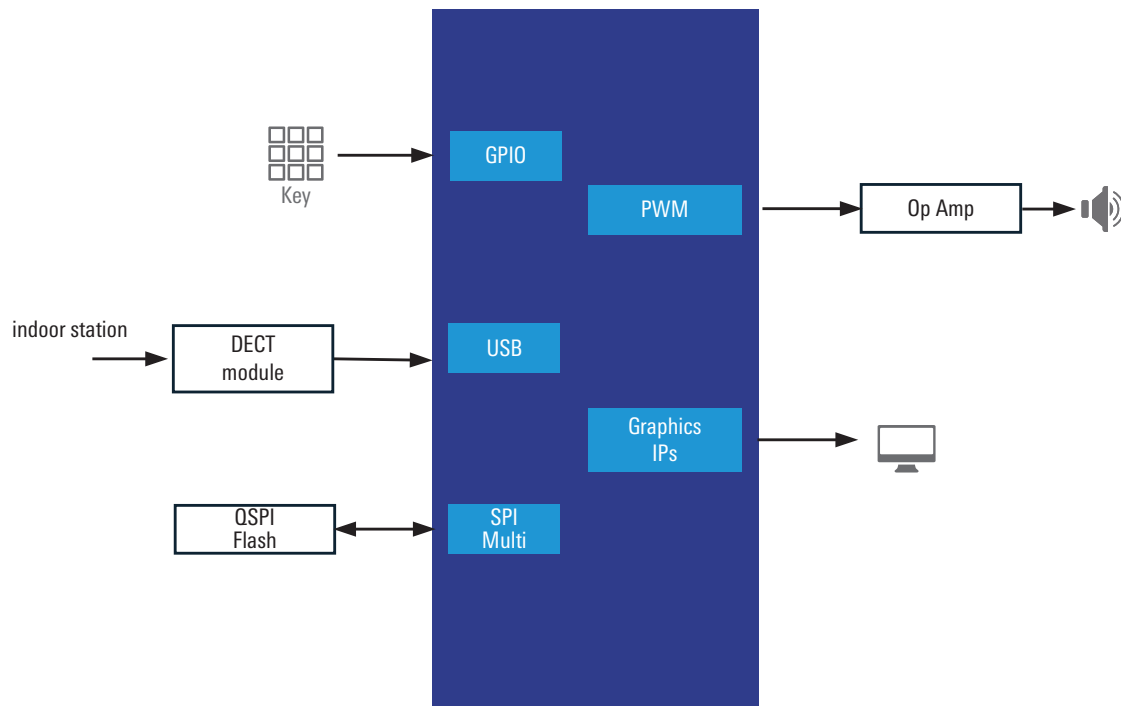 GPIO
Key
PWM
Op Amp
indoor station
DECT
module
USB
Graphics
IPs
QSPI
Flash
SPI
Multi